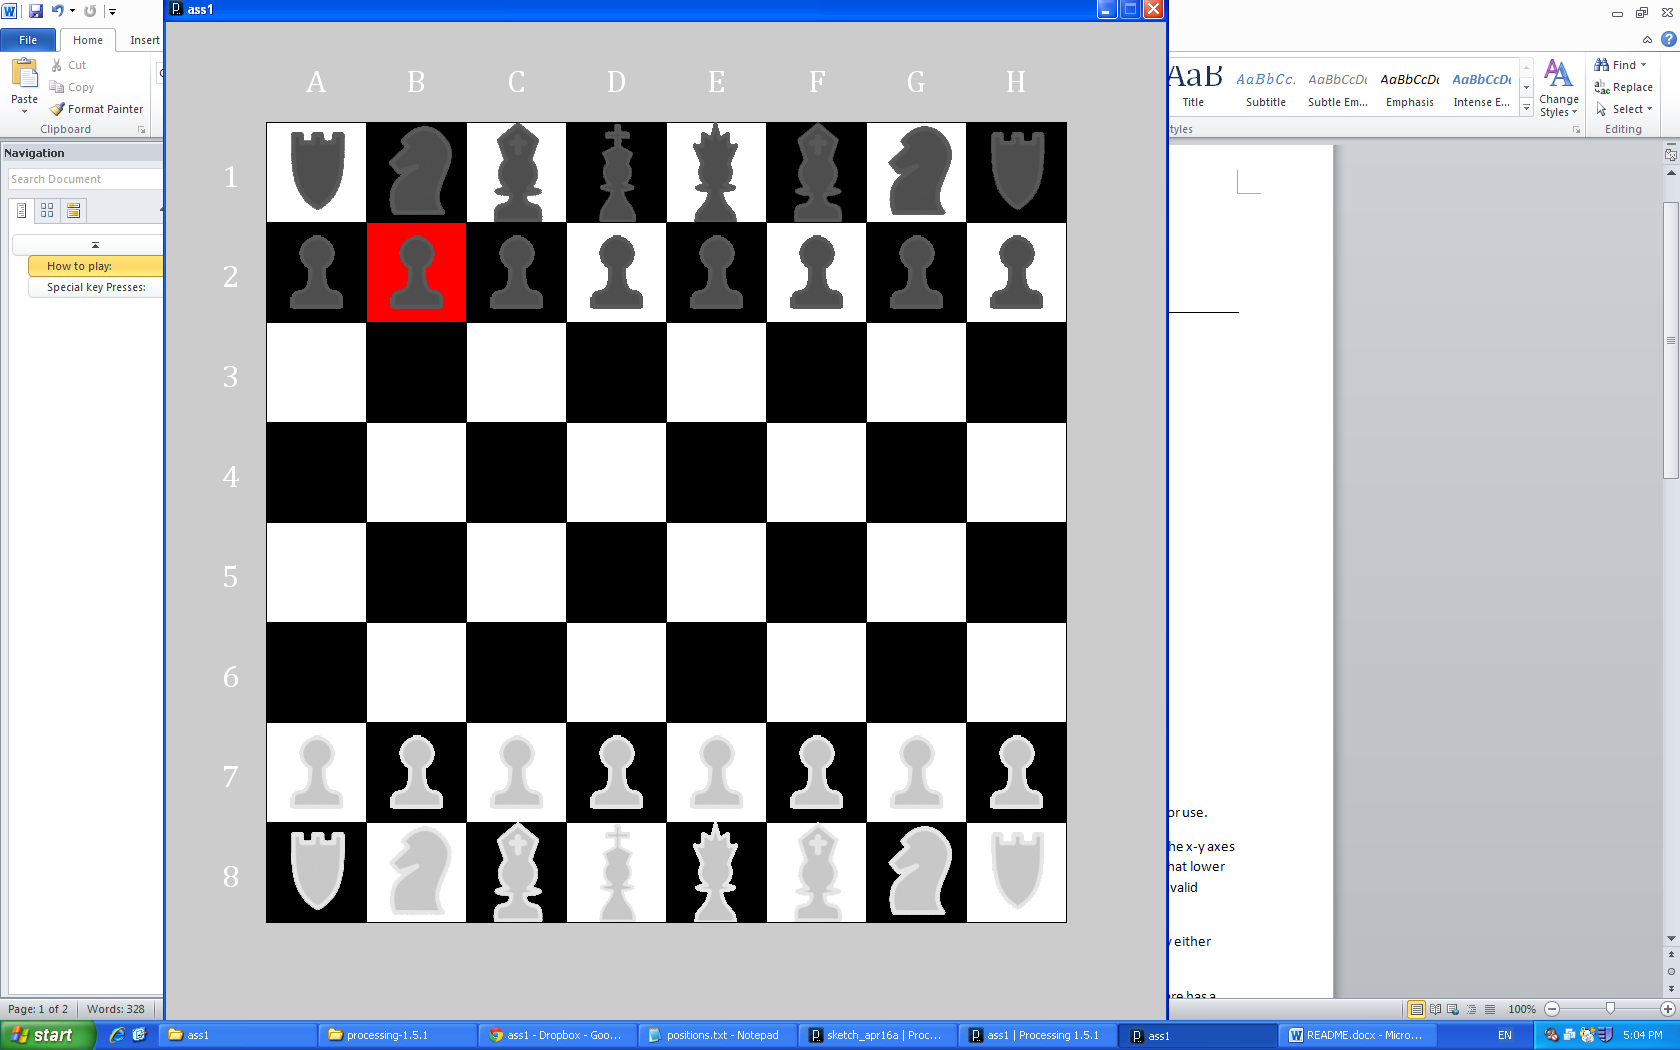 ass1
File
Home
Insert
Cut
Copy
Paste
Format Painter
Clipboard
AaB
AaBbCc.
AaBbCcDc
AaBbCcDc
AaBbCcDc
Title
Subtitle
Subtle Em...
Emphasis
Intense E...
Change
Styles
Find
Replace
Select
Editing
tyles
Navigation
Search Document
How to play:
Special key Presses:
A B C D E F G H
1
2
3
4
5
6
7
8
or use.
he x-y axes
hat lower
valid
either
re has a
Page: 1 of 2
Words: 328
100%
start
ass1
processing-1.5.1
ass1 - Dropbox - Goo...
positions.txt - Notepad
sketch_apr16a | Proc...
ass1 | Processing 1.5.1
ass1
README.docx - Micro...
EN
5:04 PM